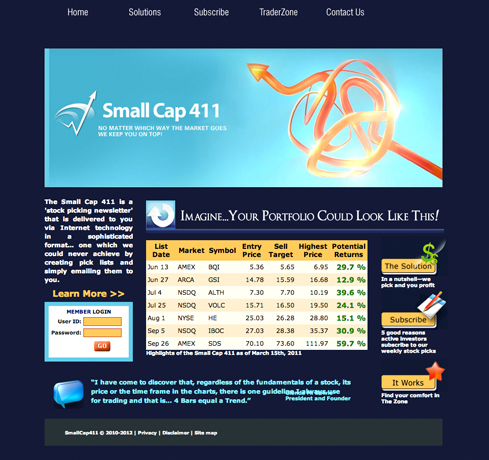 Home Solutions Subscribe TraderZone Contact Us
Small Cap 411
NO MATTER WHICH WAY THE MARKET GOES
WE KEEP YOU ON TOP!
The Small Cap 411 is a
'stock picking newsletter'
that is delivered to you
via Internet technology
in a sophisticated
format... one which we
could never achieve by
creating pick lists and
simply emailing them to
you.
Learn More >>
MEMBER LOGIN
User ID:
Password:
GO
IMAGINE...YOUR PORTFOLIO COULD LOOK LIKE THIS!
List Date Market Symbol Entry Price Sell Target Highest Price Potential Returns
Jun 13 AMEX BQI 5.36 5.65 6.95 29.7 %
Jun 27 ARCA GSI 14.78 15.59 16.68 12.9 %
Jul 4 NSDQ ALTH 7.30 7.70 10.19 39.6 %
Jul 25 NSDQ VOLC 15.71 16.50 19.50 24.1 %
Aug 1 NYSE HE 25.03 26.28 28.80 15.1 %
Sep 5 NSDQ IBOC 27.03 28.38 35.37 30.9 %
Sep 26 AMEX SDS 70.10 73.60 111.97 59.7 %
Highlights of the Small Cap 411 as of March 15th, 2011
The Solution
In a nutshell—we
pick and you profit
Subscribe
5 good reasons
active investors
subscribe to our
weekly stock picks
It Works
Find your comfort in
The Zone
"I have come to discover that, regardless of the fundamentals of a stock, its
price or the time frame in the charts, there is one guideline I always use
for trading and that is... 4 Bars equal a Trend."
President and Founder
SmallCap411 © 2010-2012 | Privacy | Disclaimer | Site map